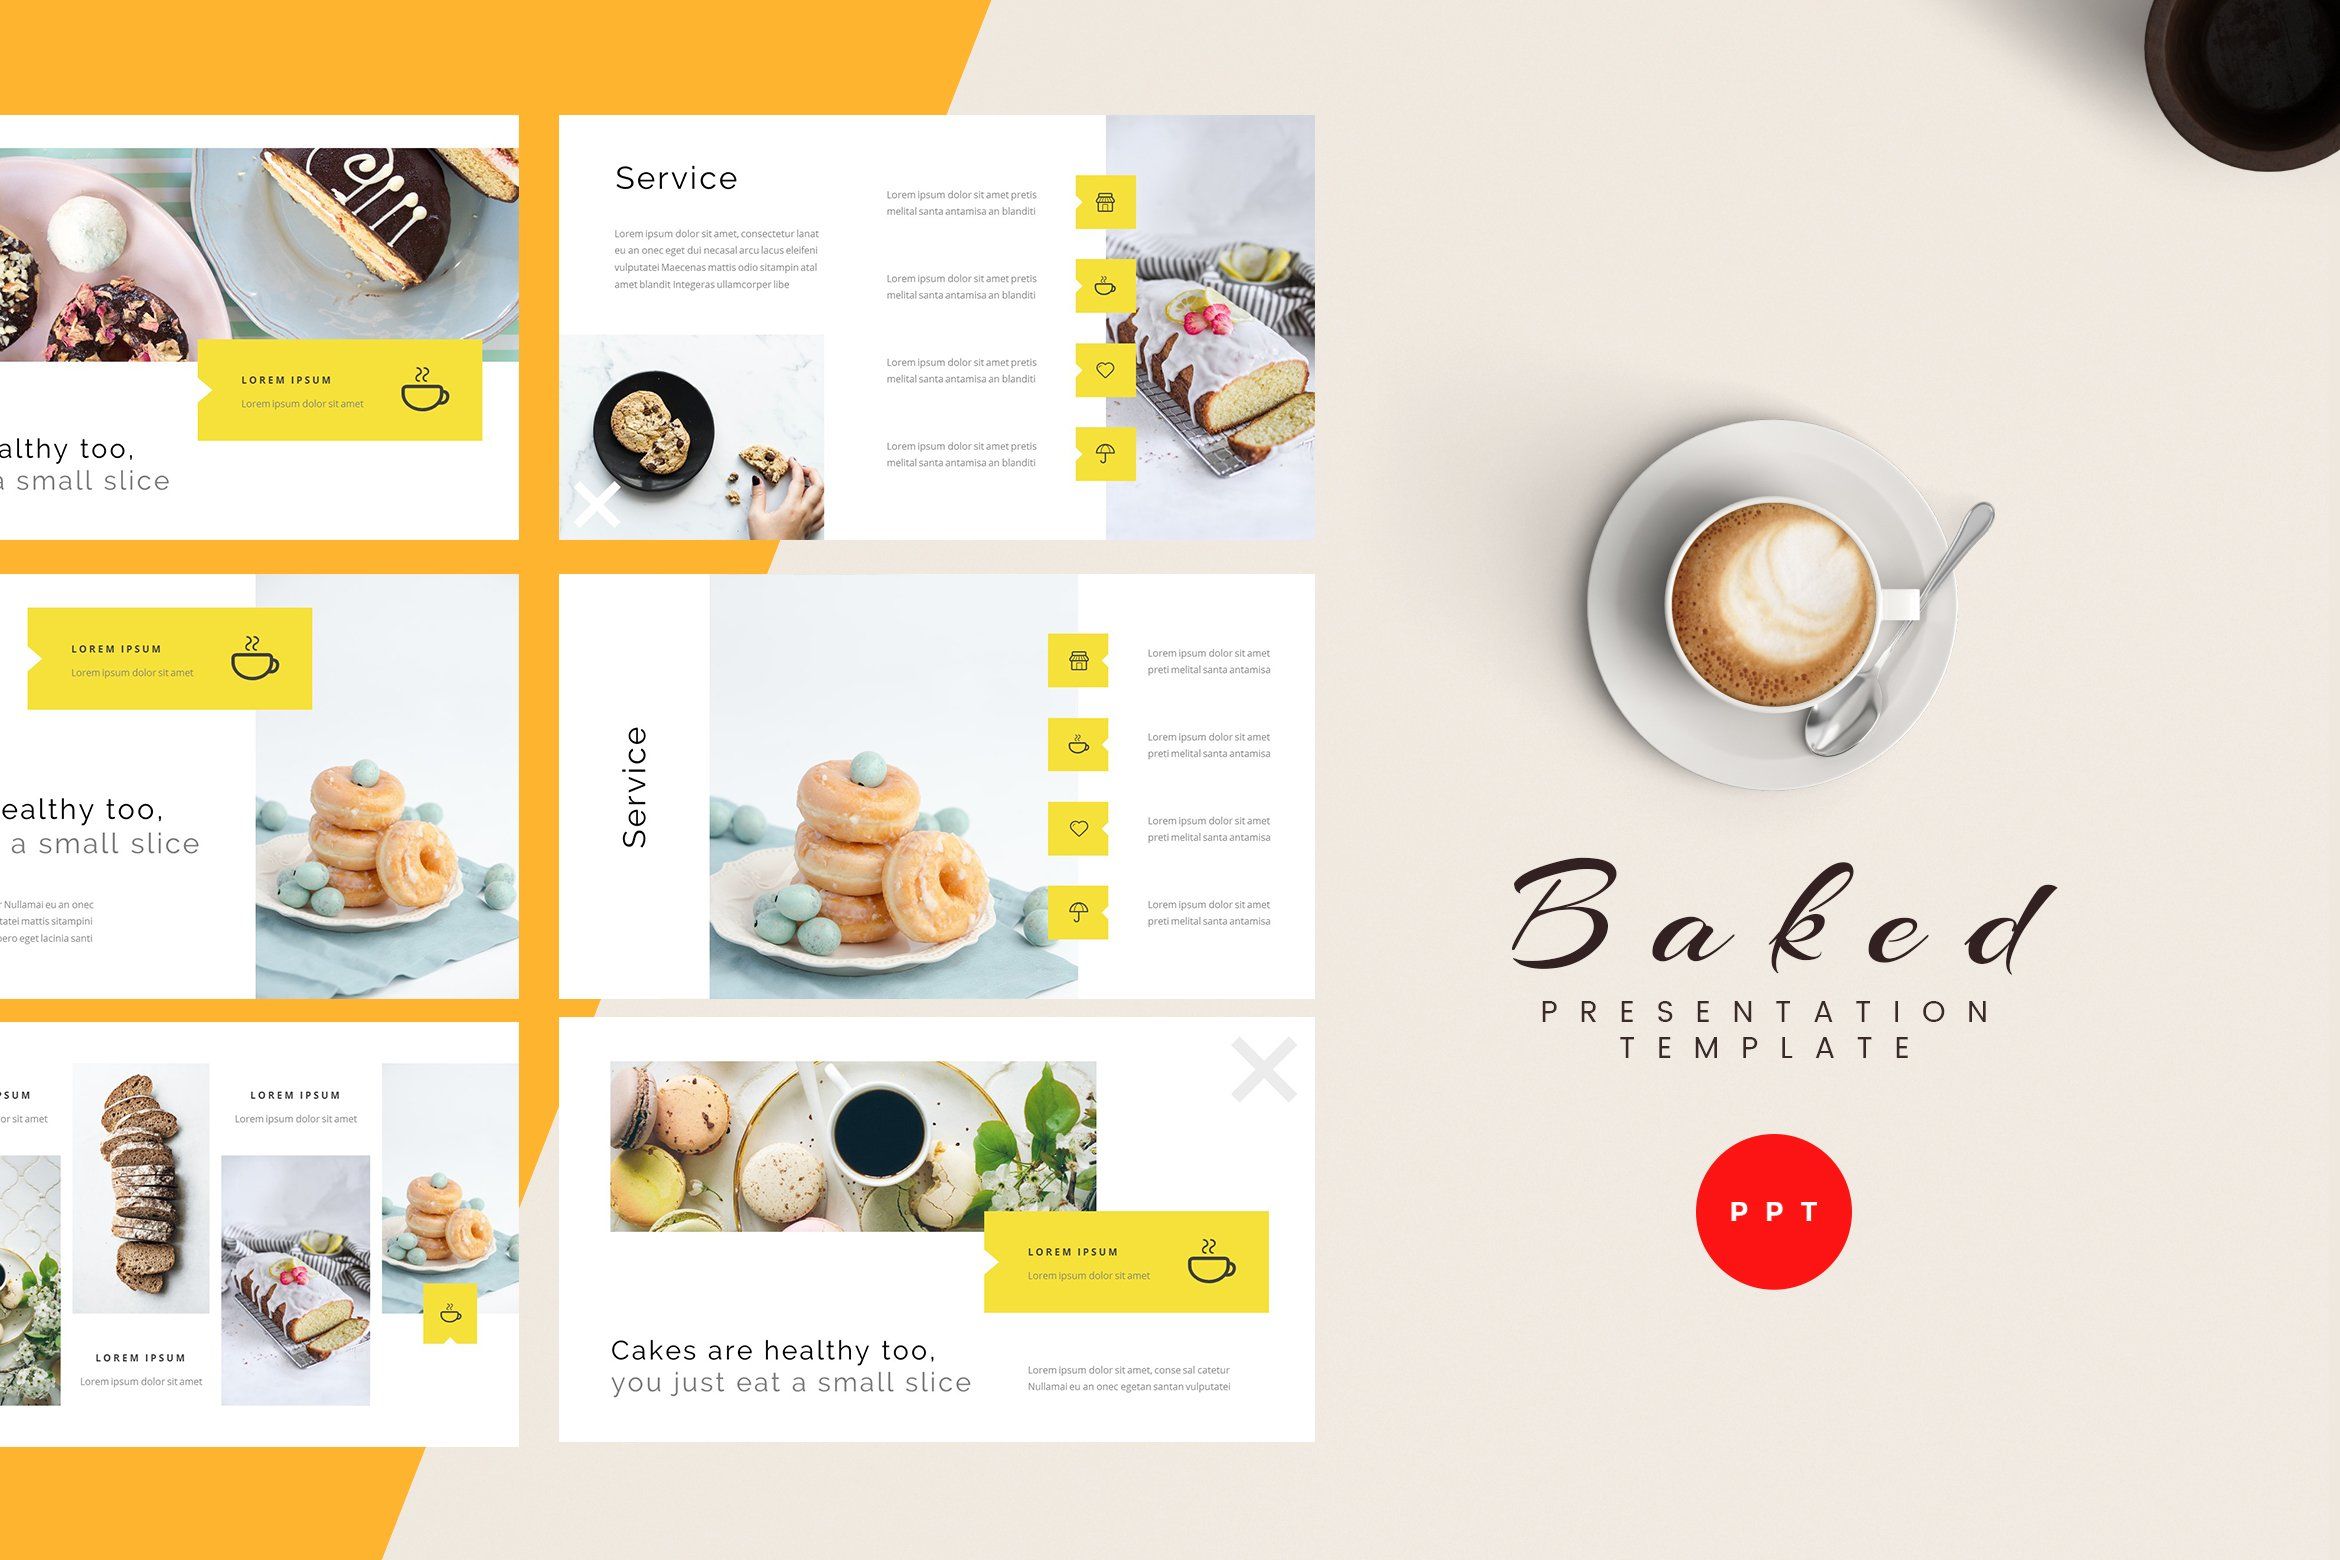 LOREM IPSUM
Lorem ipsum dolor sit amet
healthy too,
a small slice
Service
Lorem ipsum dolor sit amet, consectetur lanat
eu an onec eget dui necasal arcu lacus eleifeni
vulputatei Maecenas mattis odio sitampin atal
amet blandit Integeras ullamcorper libe
Lorem ipsum dolor sit amet pretis
melital santa antamisa an blanditi
Lorem ipsum dolor sit amet pretis
melital santa antamisa an blanditi
Lorem ipsum dolor sit amet pretis
melital santa antamisa an blanditi
Lorem ipsum dolor sit amet pretis
melital santa antamisa an blanditi
LOREM IPSUM
Lorem ipsum dolor sit amet
ealthy too,
a small slice
Nullamai eu an onec
tatei mattis sitampini
pero eget lacinia santi
Service
Lorem ipsum dolor sit amet
preti melital santa antamisa
Lorem ipsum dolor sit amet
preti melital santa antamisa
Lorem ipsum dolor sit amet
preti melital santa antamisa
Lorem ipsum dolor sit amet
preti melital santa antamisa
PSUM
or sit amet
LOREM IPSUM
Lorem ipsum dolor sit amet
LOREM IPSUM
Lorem ipsum dolor sit amet
LOREM IPSUM
Lorem ipsum dolor sit amet
Cakes are healthy too,
you just eat a small slice
Lorem ipsum dolor sit amet, conse sal catetur
Nullamai eu an onec egetan santan vulputatei
Baked
PRESENTATION
TEMPLATE
PPT